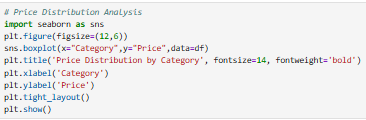 # Price Distribution Analysis
import seaborn as sns
plt.figure(figsize=(12,6))
sns.boxplot(x="Category",y="Price",data=df)
plt.title('Price Distribution by Category', fontsize=14, fontweight='bold')
plt.xlabel('Category')
plt.ylabel('Price')
plt.tight_layout()
plt.show()